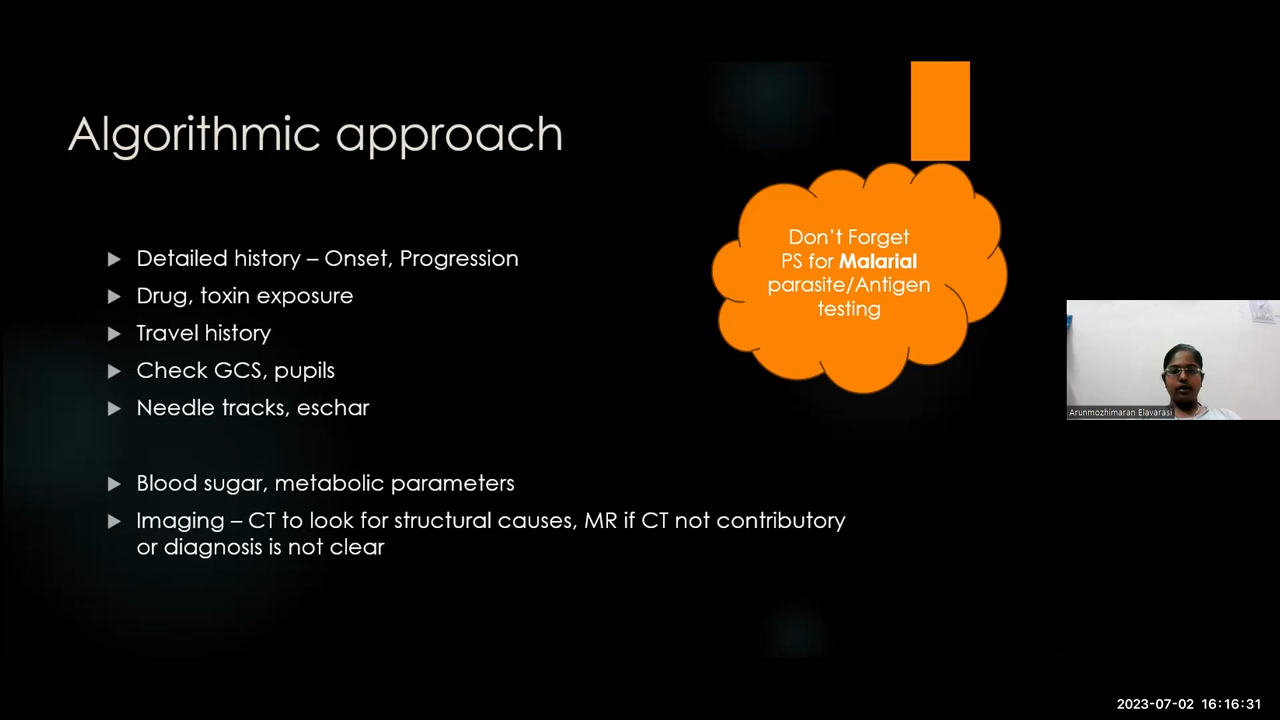 Algorithmic approach
Detailed history – Onset, Progression
Drug, toxin exposure
Travel history
Check GCS, pupils
Needle tracks, eschar
Blood sugar, metabolic parameters
Imaging – CT to look for structural causes, MR if CT not contributory
or diagnosis is not clear
Don't Forget
PS for Malarial
parasite/Antigen
testing
Arunmozhimaran Elavarasi
2023-07-02 16:16:31